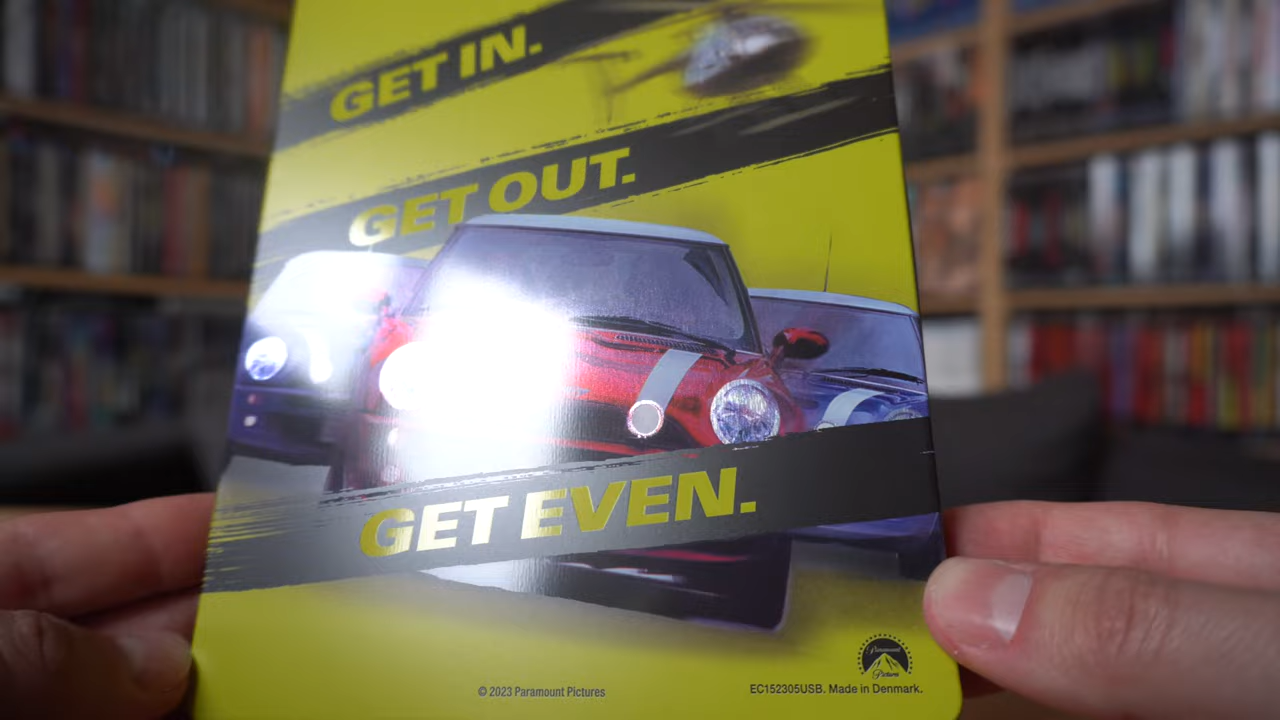 GET IN.
GET OUT.
GET EVEN.
Paramount
Pictures
© 2023 Paramount Pictures
EC152305USB. Made in Denmark.